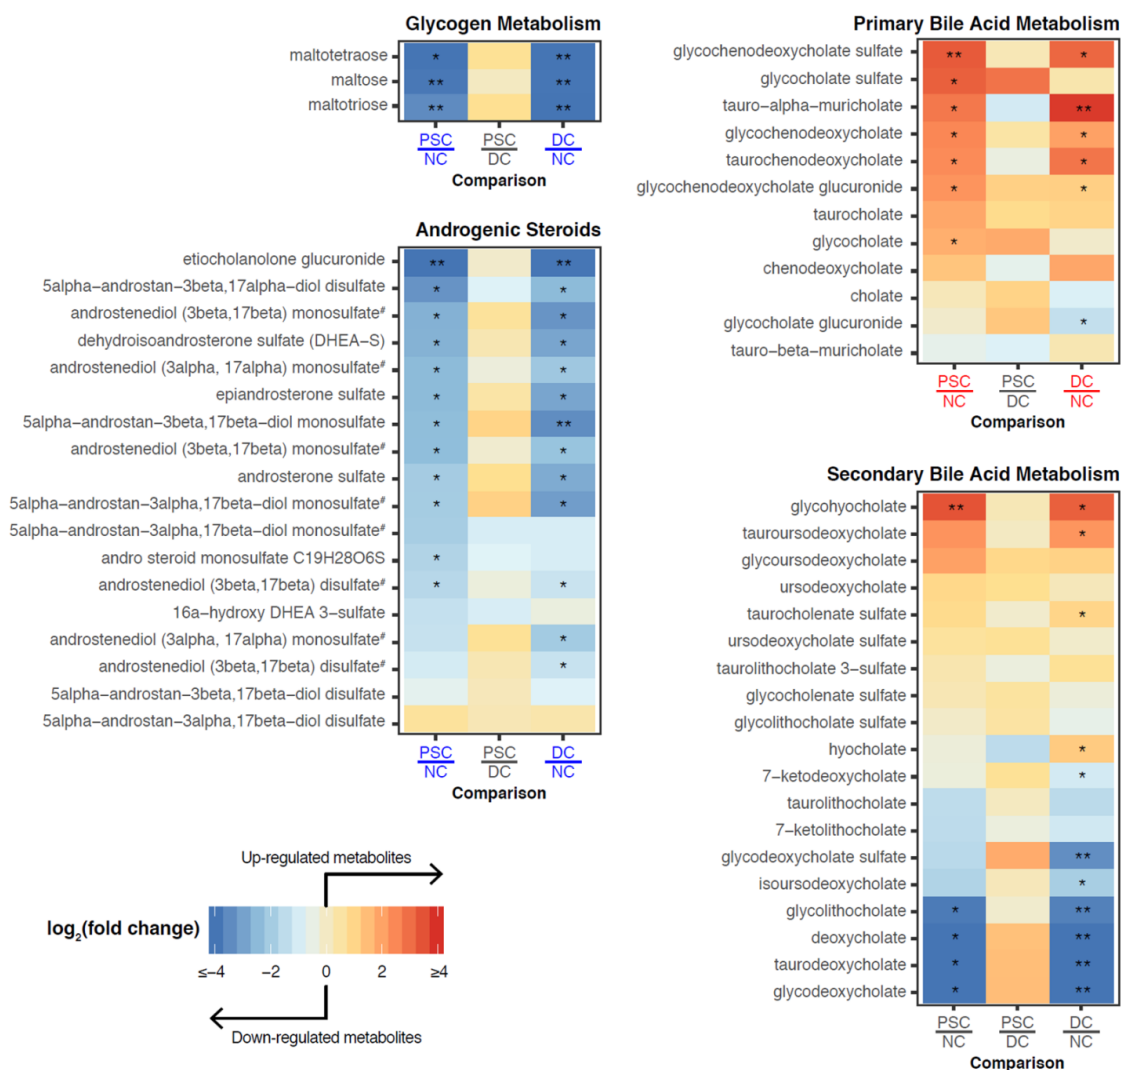 Glycogen Metabolism
maltotetraose * **
maltose ** **
maltotriose ** **
PSC PSC DC
NC DC NC
Comparison
Androgenic Steroids
etiocholanolone glucuronide ** **
5alpha−androstan−3beta,17alpha−diol disulfate * *
androstenediol (3beta,17beta) monosulfate# * *
dehydroisoandrosterone sulfate (DHEA−S) * *
androstenediol (3alpha, 17alpha) monosulfate# * *
epiandrosterone sulfate * *
5alpha−androstan−3beta,17beta−diol monosulfate * **
androstenediol (3beta,17beta) monosulfate# * *
androsterone sulfate * *
5alpha−androstan−3alpha,17beta−diol monosulfate# * *
5alpha−androstan−3alpha,17beta−diol monosulfate#
andro steroid monosulfate C19H28O6S *
androstenediol (3beta,17beta) disulfate# * *
16a−hydroxy DHEA 3−sulfate
androstenediol (3alpha, 17alpha) monosulfate# *
androstenediol (3beta,17beta) disulfate# *
5alpha−androstan−3beta,17beta−diol disulfate
5alpha−androstan−3alpha,17beta−diol disulfate
PSC PSC DC
NC DC NC
Comparison
Up-regulated metabolites
log2(fold change)
≤−4 −2 0 2 ≥4
Down-regulated metabolites
Primary Bile Acid Metabolism
glycochenodeoxycholate sulfate ** *
glycocholate sulfate *
tauro−alpha−muricholate * **
glycochenodeoxycholate * *
taurochenodeoxycholate * *
glycochenodeoxycholate glucuronide * *
taurocholate
glycocholate *
chenodeoxycholate
cholate
glycocholate glucuronide *
tauro−beta−muricholate
PSC PSC DC
NC DC NC
Comparison
Secondary Bile Acid Metabolism
glycohyocholate ** *
tauroursodeoxycholate *
glycoursodeoxycholate
ursodeoxycholate
taurocholenate sulfate *
ursodeoxycholate sulfate
taurolithocholate 3−sulfate
glycocholenate sulfate
glycolithocholate sulfate
hyocholate *
7−ketodeoxycholate *
taurolithocholate
7−ketolithocholate
glycodeoxycholate sulfate **
isoursodeoxycholate *
glycolithocholate * **
deoxycholate * **
taurodeoxycholate * **
glycodeoxycholate * **
PSC PSC DC
NC DC NC
Comparison